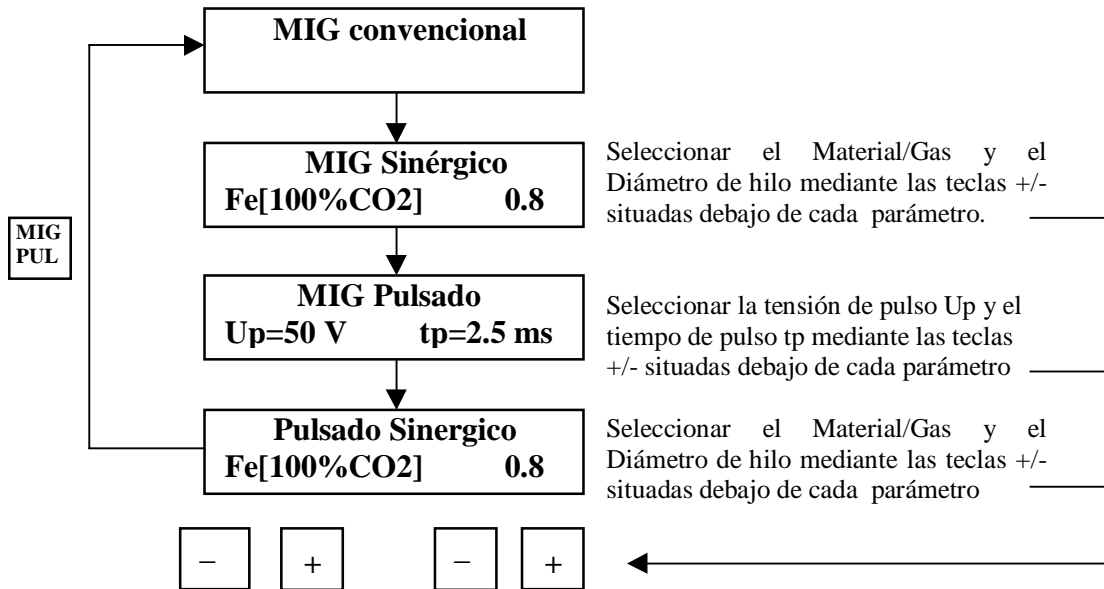 MIG convencional
MIG Sinérgico
Fe[100%CO2] 0.8
Seleccionar el Material/Gas y el
Diámetro de hilo mediante las teclas +/-
situadas debajo de cada parámetro.
MIG
PUL
MIG Pulsado
Up=50 V tp=2.5 ms
Seleccionar la tensión de pulso Up y el
tiempo de pulso tp mediante las teclas
+/- situadas debajo de cada parámetro
Pulsado Sinergico
Fe[100%CO2] 0.8
Seleccionar el Material/Gas y el
Diámetro de hilo mediante las teclas +/-
situadas debajo de cada parámetro
− + − +